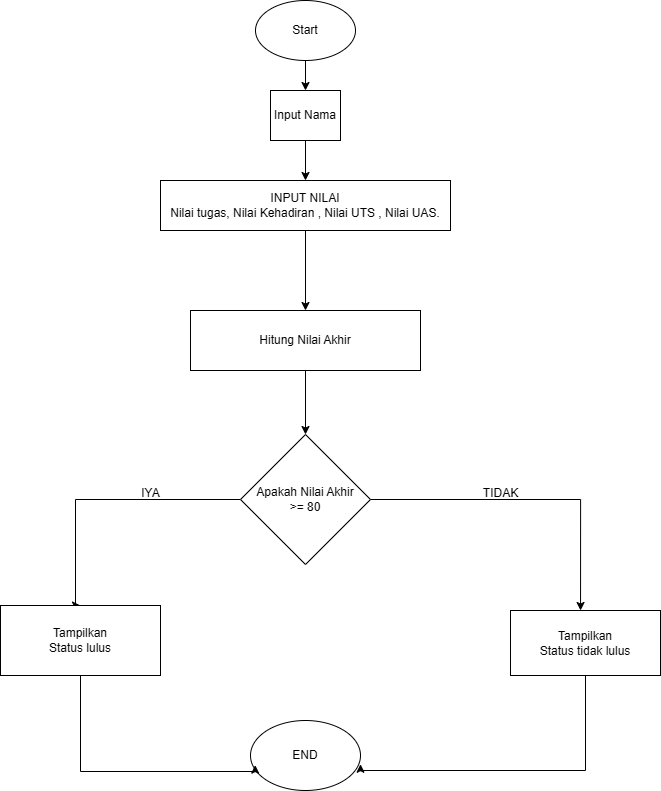 Start
Input Nama
INPUT NILAI
Nilai tugas, Nilai Kehadiran , Nilai UTS , Nilai UAS.
Hitung Nilai Akhir
Apakah Nilai Akhir
>= 80
IYA
TIDAK
Tampilkan
Status lulus
Tampilkan
Status tidak lulus
END